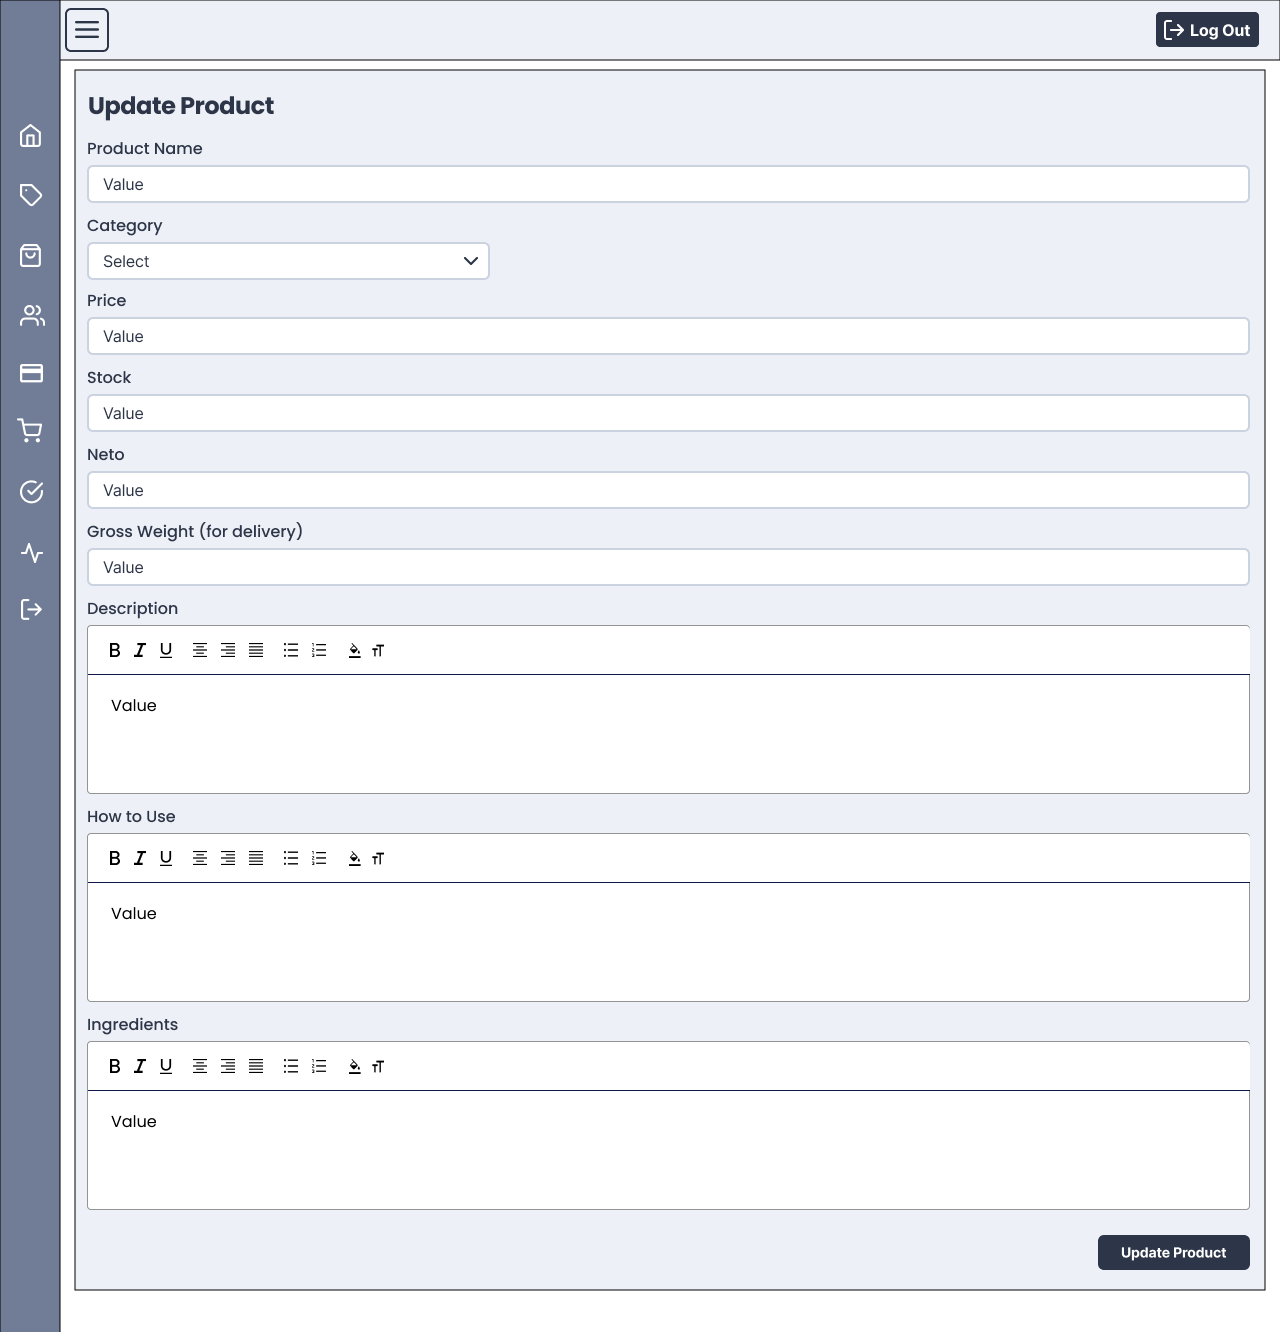 Log Out
Update Product
Product Name
Value
Category
Select
Price
Value
Stock
Value
Neto
Value
Gross Weight (for delivery)
Value
Description
B I U
Value
How to Use
B I U
Value
Ingredients
B I U
Value
Update Product